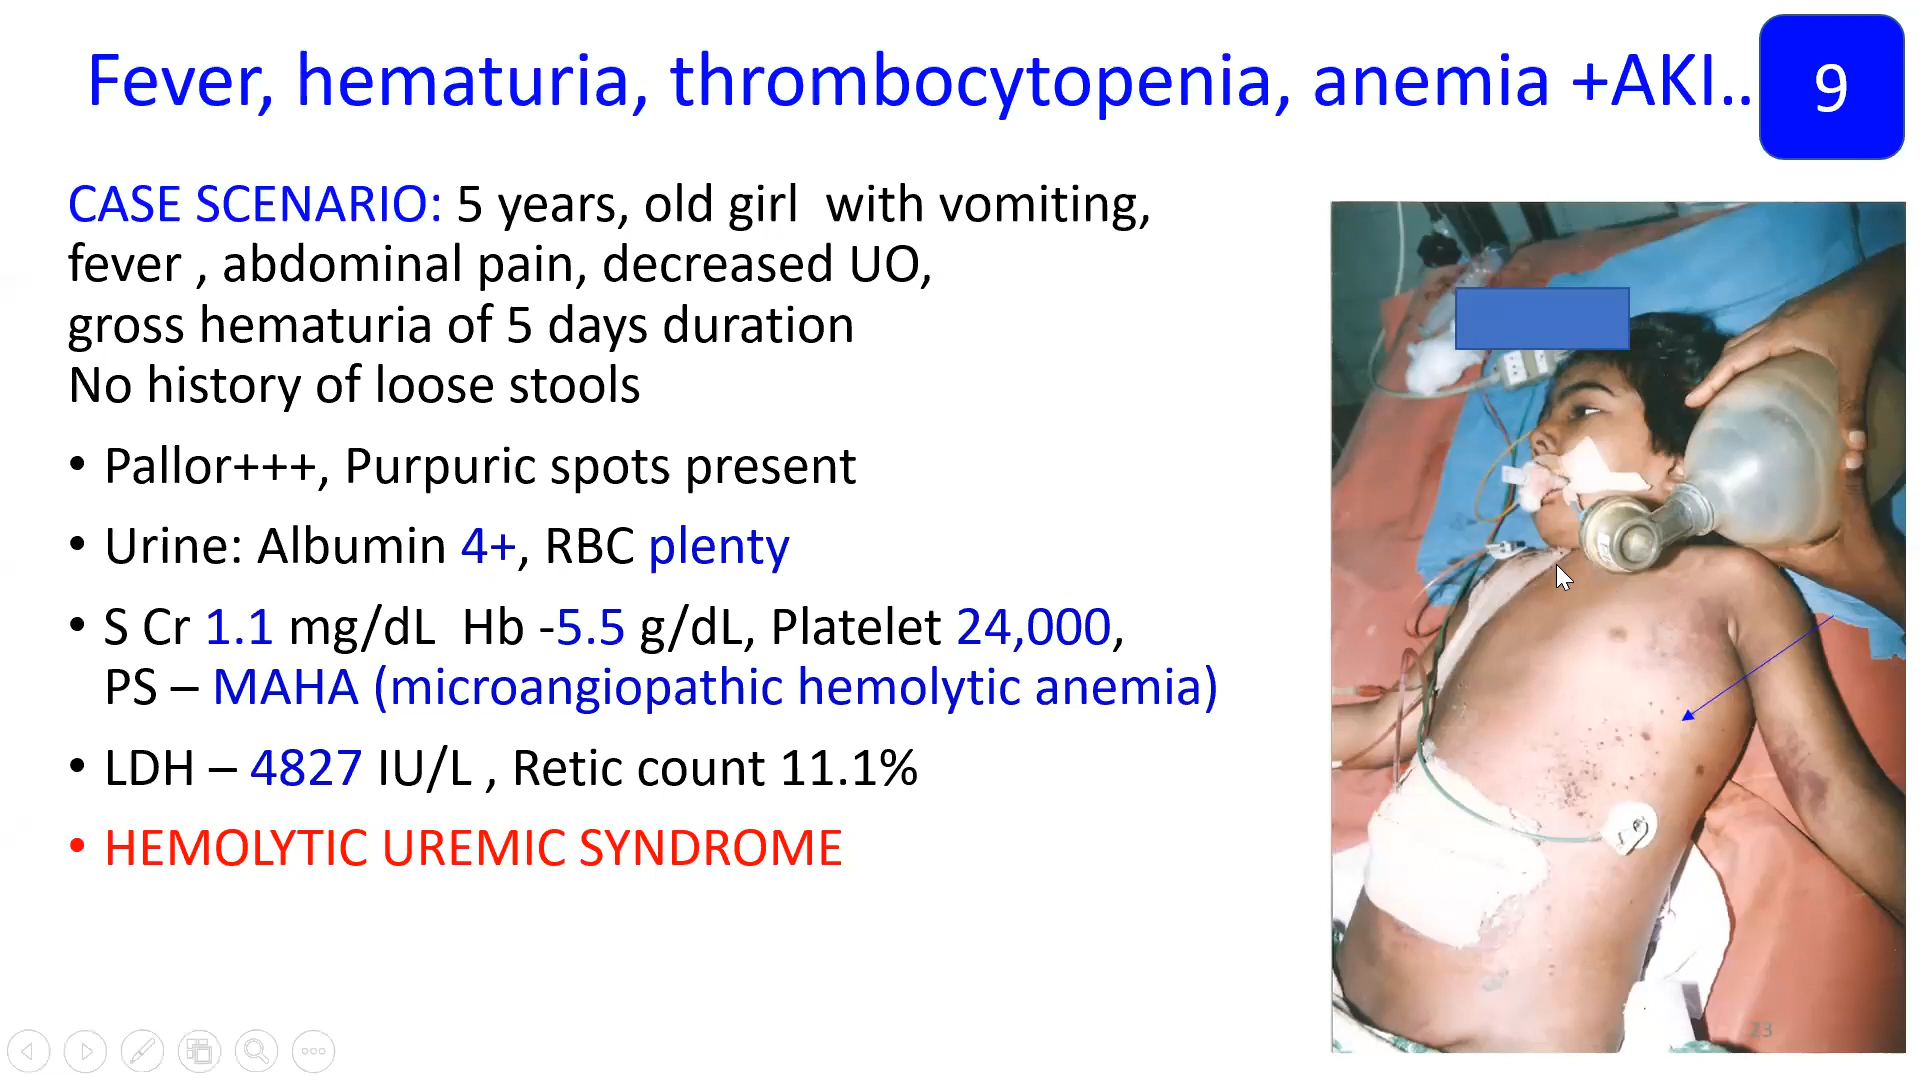 Fever, hematuria, thrombocytopenia, anemia +AKI..
9
CASE SCENARIO: 5 years, old girl with vomiting,
fever , abdominal pain, decreased UO,
gross hematuria of 5 days duration
No history of loose stools
• Pallor+++, Purpuric spots present
• Urine: Albumin 4+, RBC plenty
• S Cr 1.1 mg/dL Hb -5.5 g/dL, Platelet 24,000,
PS – MAHA (microangiopathic hemolytic anemia)
• LDH – 4827 IU/L , Retic count 11.1%
• HEMOLYTIC UREMIC SYNDROME
23